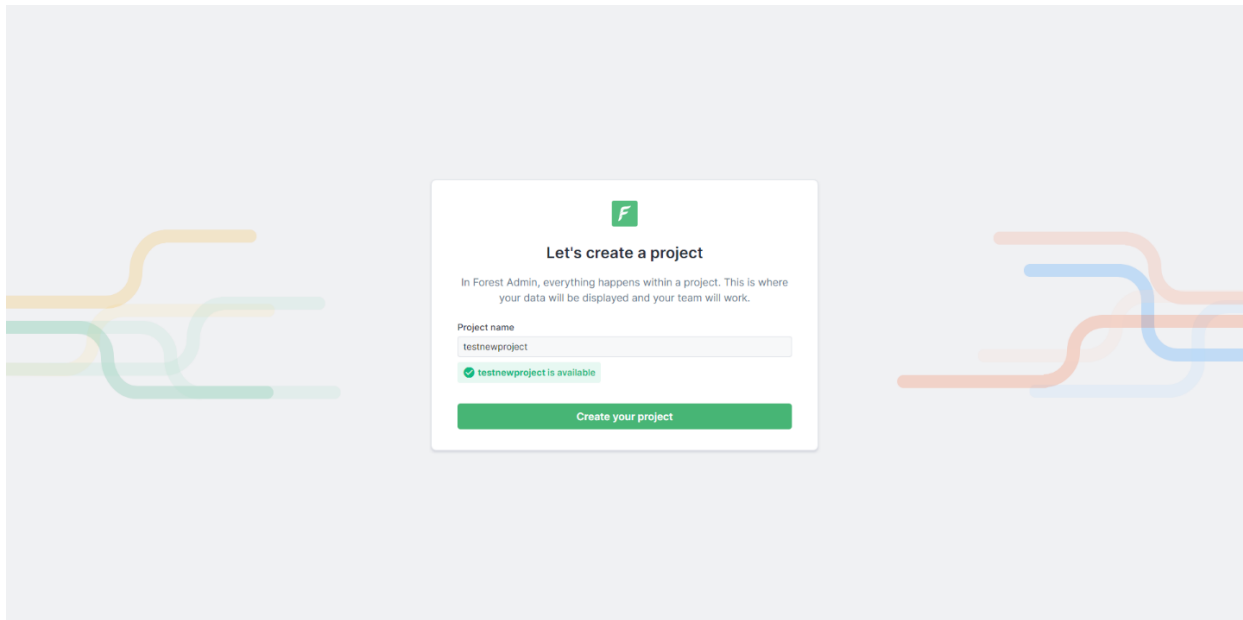 F
Let's create a project
In Forest Admin, everything happens within a project. This is where
your data will be displayed and your team will work.
Project name
testnewproject
testnewproject is available
Create your project